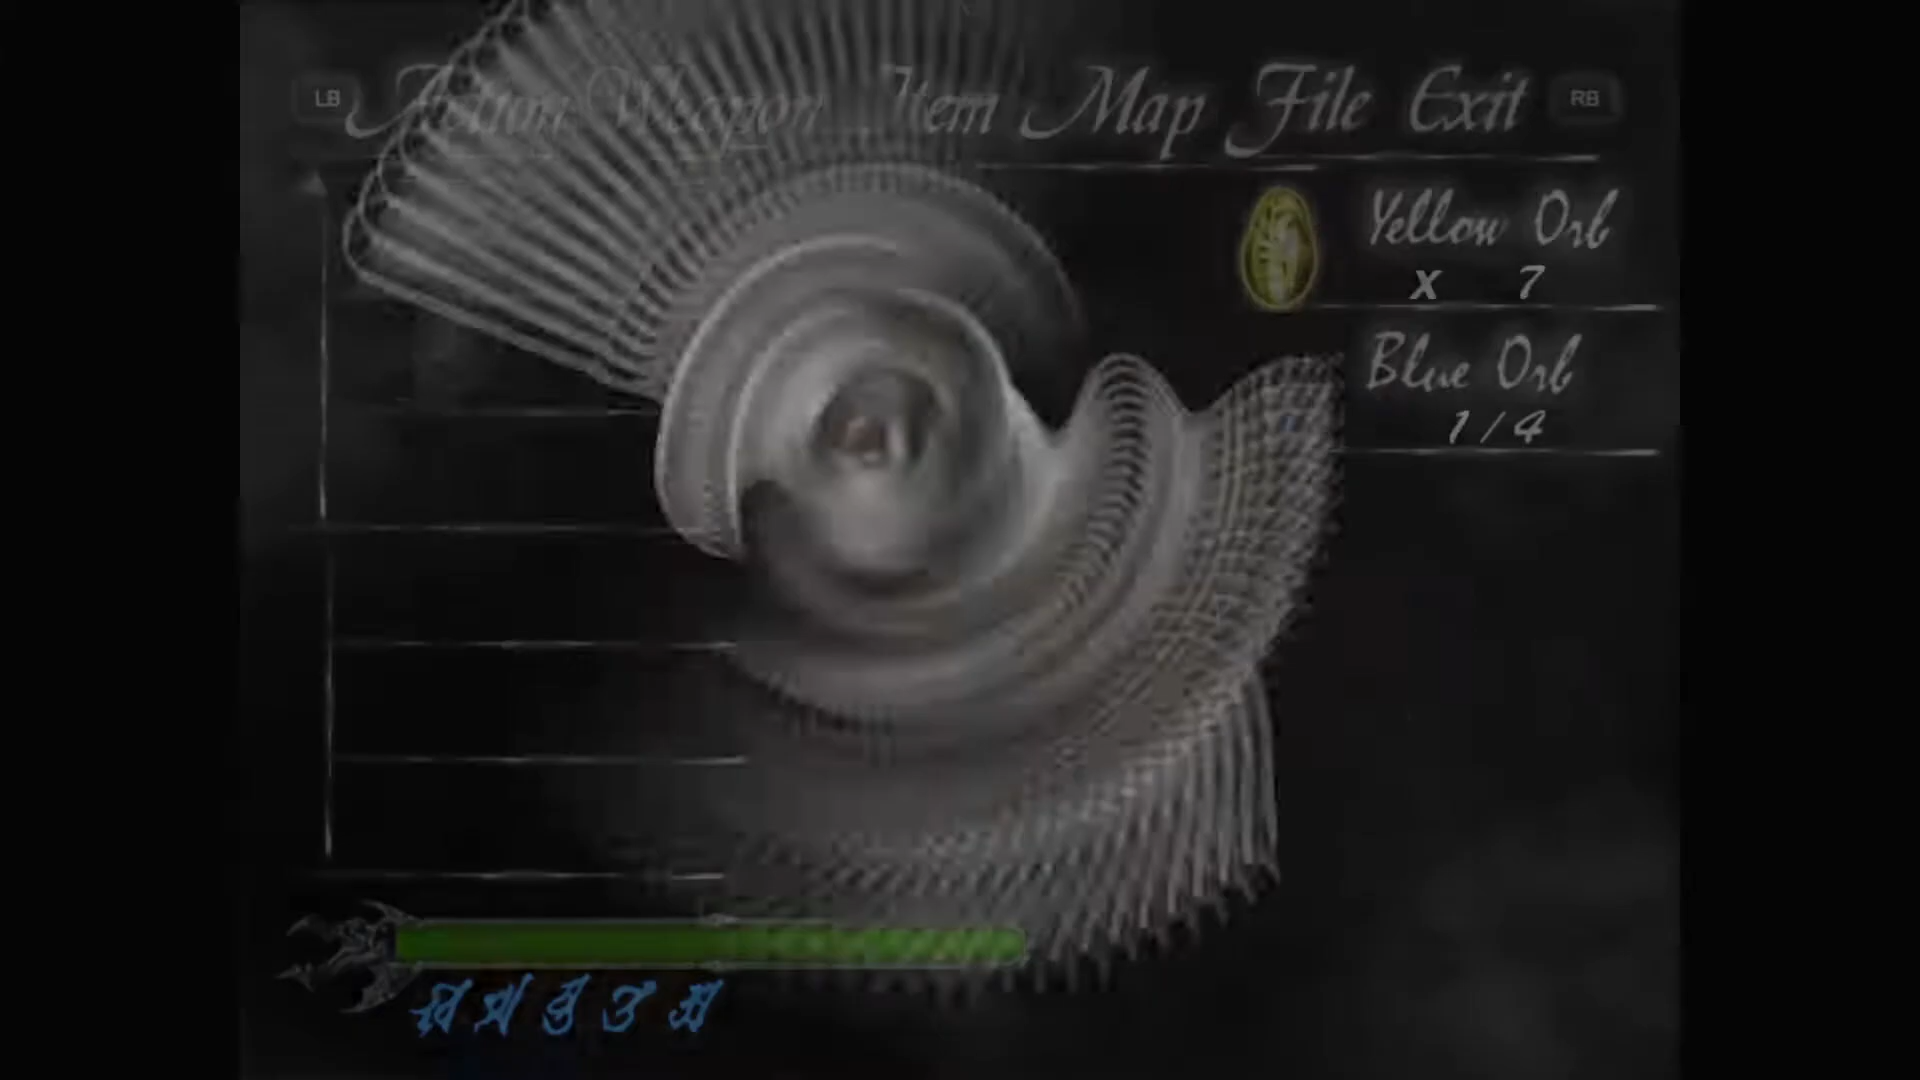 LB Action Weapon Item Map File Exit RB
Yellow Orb
x 7
Blue Orb
1/4